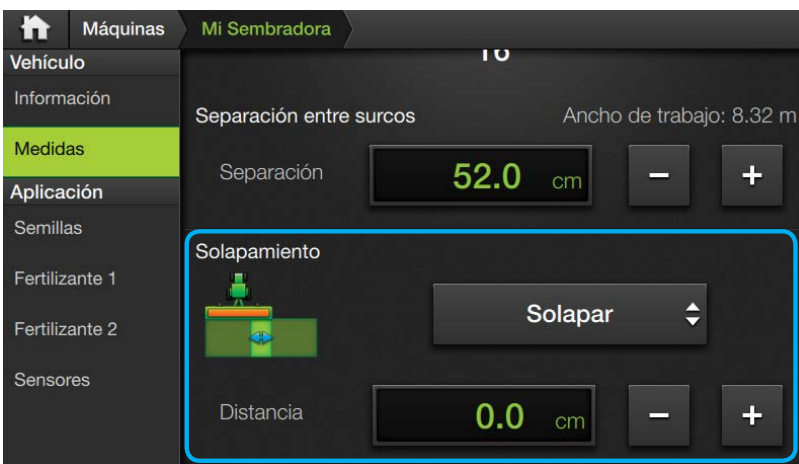 Máquinas Mi Sembradora
Vehículo
Información
Medidas
Aplicación
Semillas
Fertilizante 1
Fertilizante 2
Sensores
16
Separación entre surcos Ancho de trabajo: 8.32 m
Separación 52.0 cm − +
Solapamiento
Solapar
Distancia 0.0 cm − +